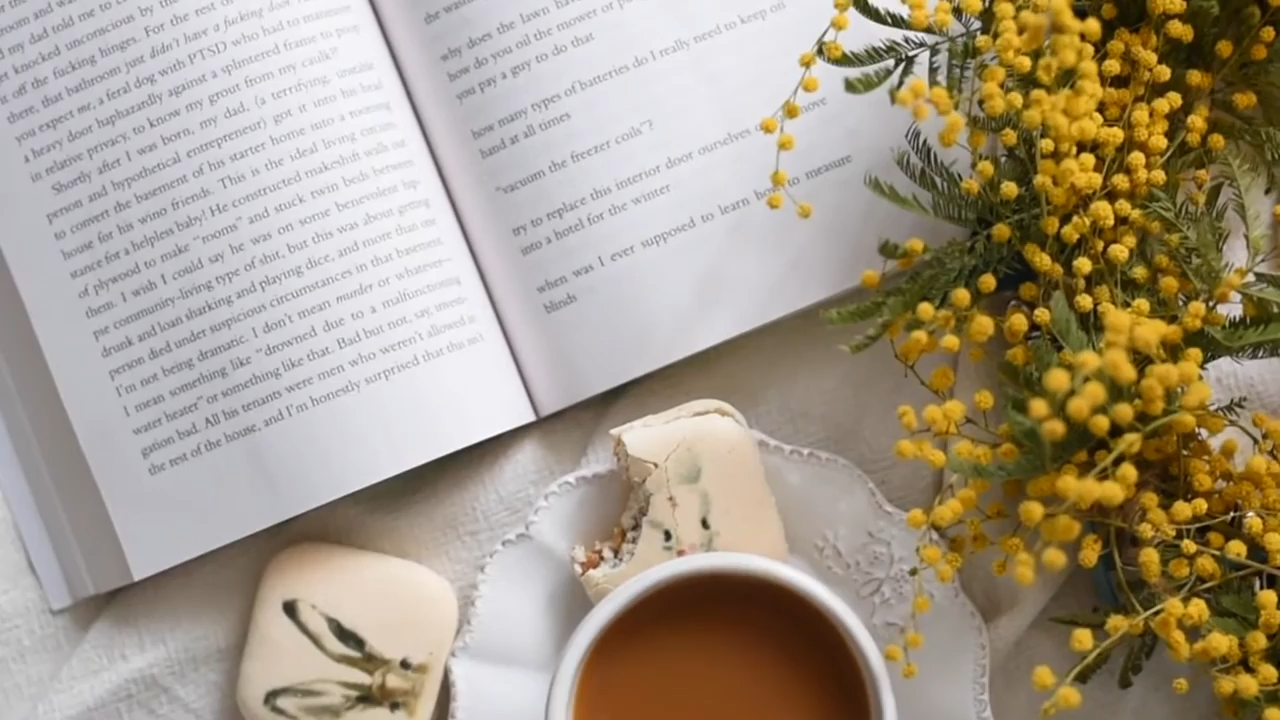 room and wa
d my dad told me to c
et knocked unconscious by the
t off the fucking hinges. For the rest of
there, that bathroom just didn't have a fucking door.
you expect me, a feral dog with PTSD who had to maneuver
a heavy door haphazardly against a splintered frame to poop
in relative privacy, to know my grout from my caulk?!
Shortly after I was born, my dad, (a terrifying, unstable
person and hypothetical entrepreneur) got it into his head
to convert the basement of his starter home into a rooming
house for his wino friends. This is the ideal living circum-
stance for a helpless baby! He constructed makeshift walls out
of plywood to make "rooms" and stuck twin beds between
them. I wish I could say he was on some benevolent hip-
pie community-living type of shit, but this was about getting
drunk and loan sharking and playing dice, and more than one
person died under suspicious circumstances in that basement.
I'm not being dramatic. I don't mean murder or whatever—
I mean something like "drowned due to a malfunctioning
water heater" or something like that. Bad but not, say, investi-
gation bad. All his tenants were men who weren't allowed in
the rest of the house, and I'm honestly surprised that this isn't
the wash
why does the lawn have
how do you oil the mower or p
you pay a guy to do that
how many types of batteries do I really need to keep on
hand at all times
"vacuum the freezer coils"?
try to replace this interior door ourselves or move
into a hotel for the winter
when was I ever supposed to learn how to measure
blinds